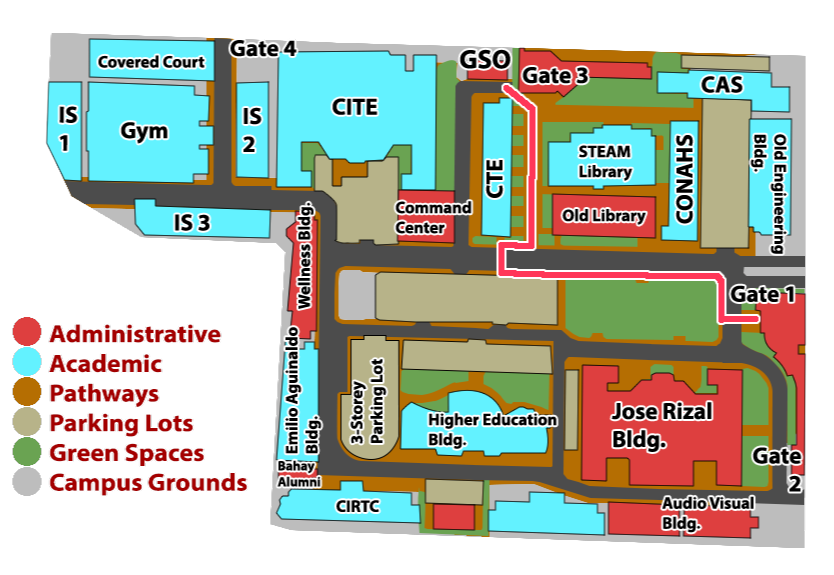 Gate 4
GSO
Gate 3
Covered Court
CAS
IS
1
Gym
IS
2
CITE
CTE
STEAM
Library
CONAHS
Old Engineering
Bldg.
Old Library
Command
Center
IS 3
Wellness Bldg.
Gate 1
Administrative
Academic
Pathways
Parking Lots
Green Spaces
Campus Grounds
Emilio Aguinaldo
Bldg.
3-Storey
Parking Lot
Higher Education
Bldg.
Jose Rizal
Bldg.
Gate
2
Bahay
Alumni
CIRTC
Audio Visual
Bldg.